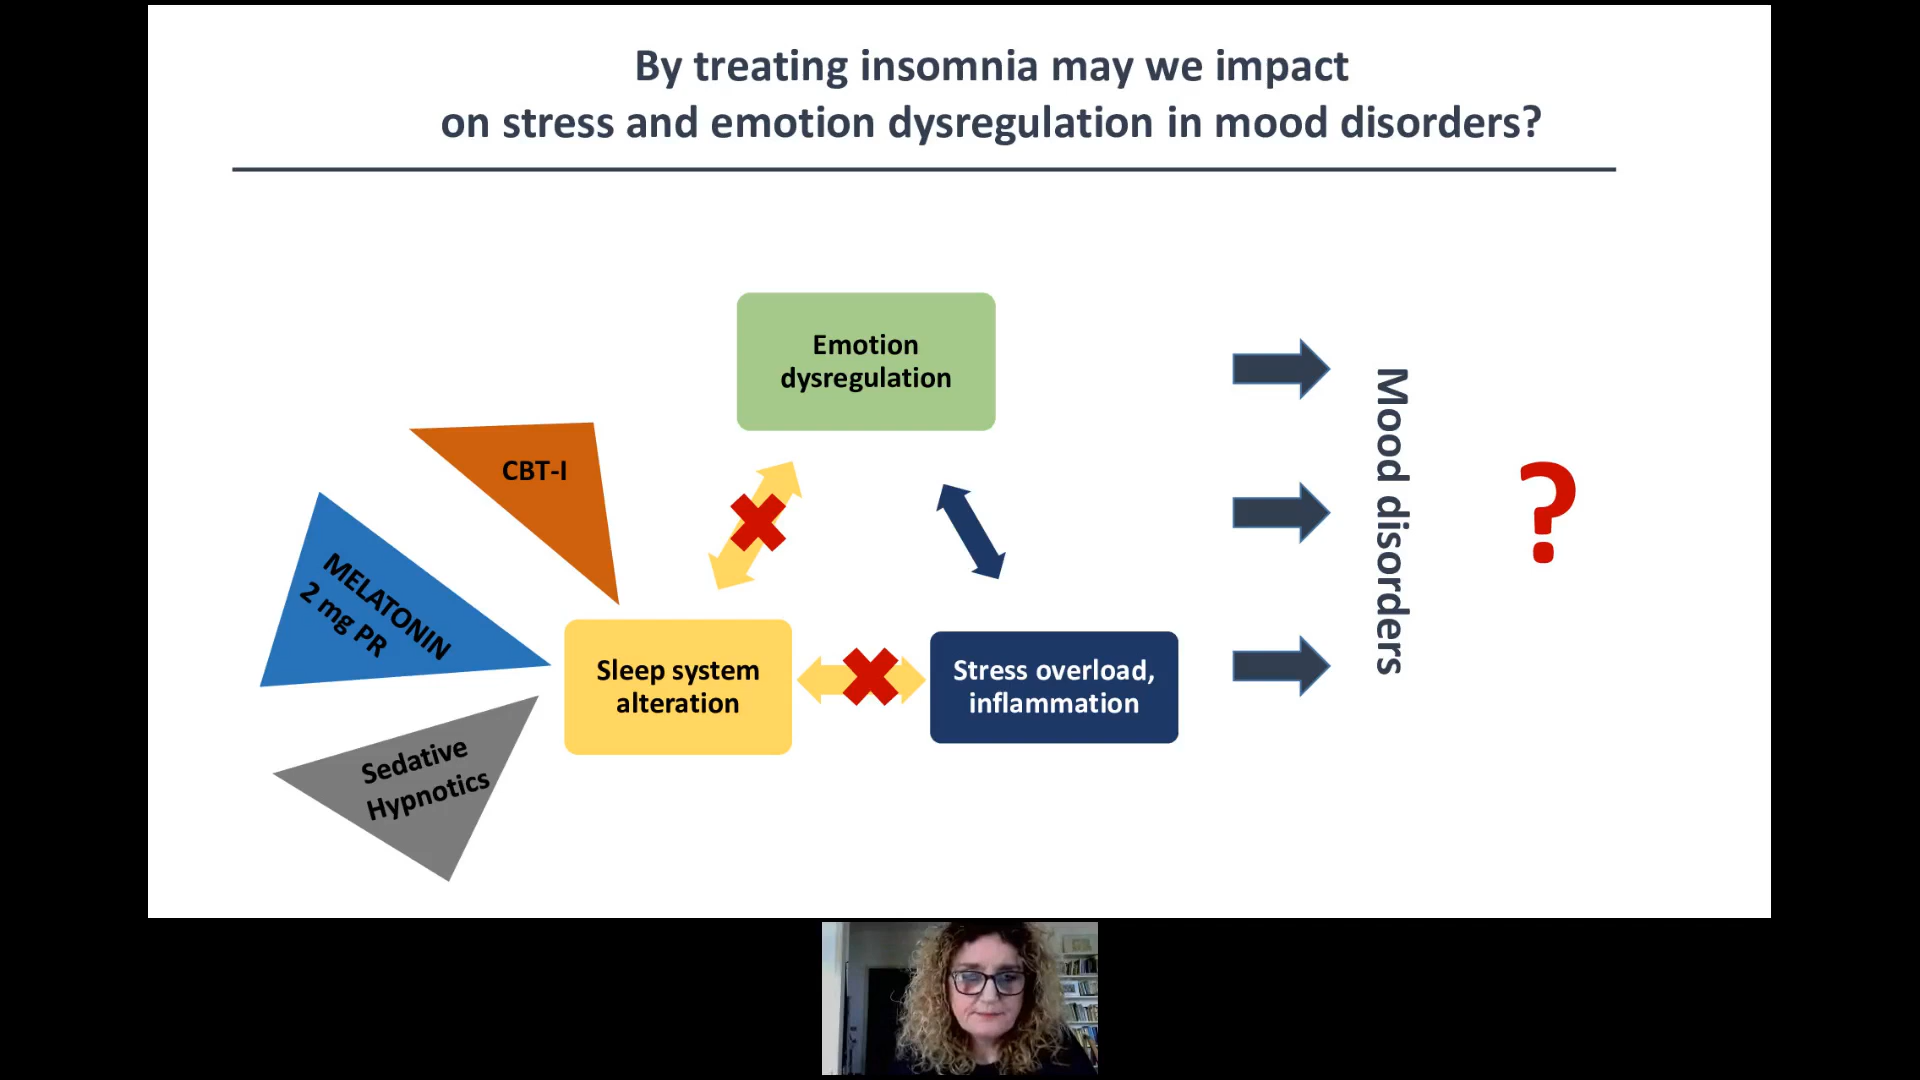 By treating insomnia may we impact
on stress and emotion dysregulation in mood disorders?
Emotion
dysregulation
CBT-I
MELATONIN
2 mg PR
Sedative
Hypnotics
Sleep system
alteration
Stress overload,
inflammation
Mood disorders
?